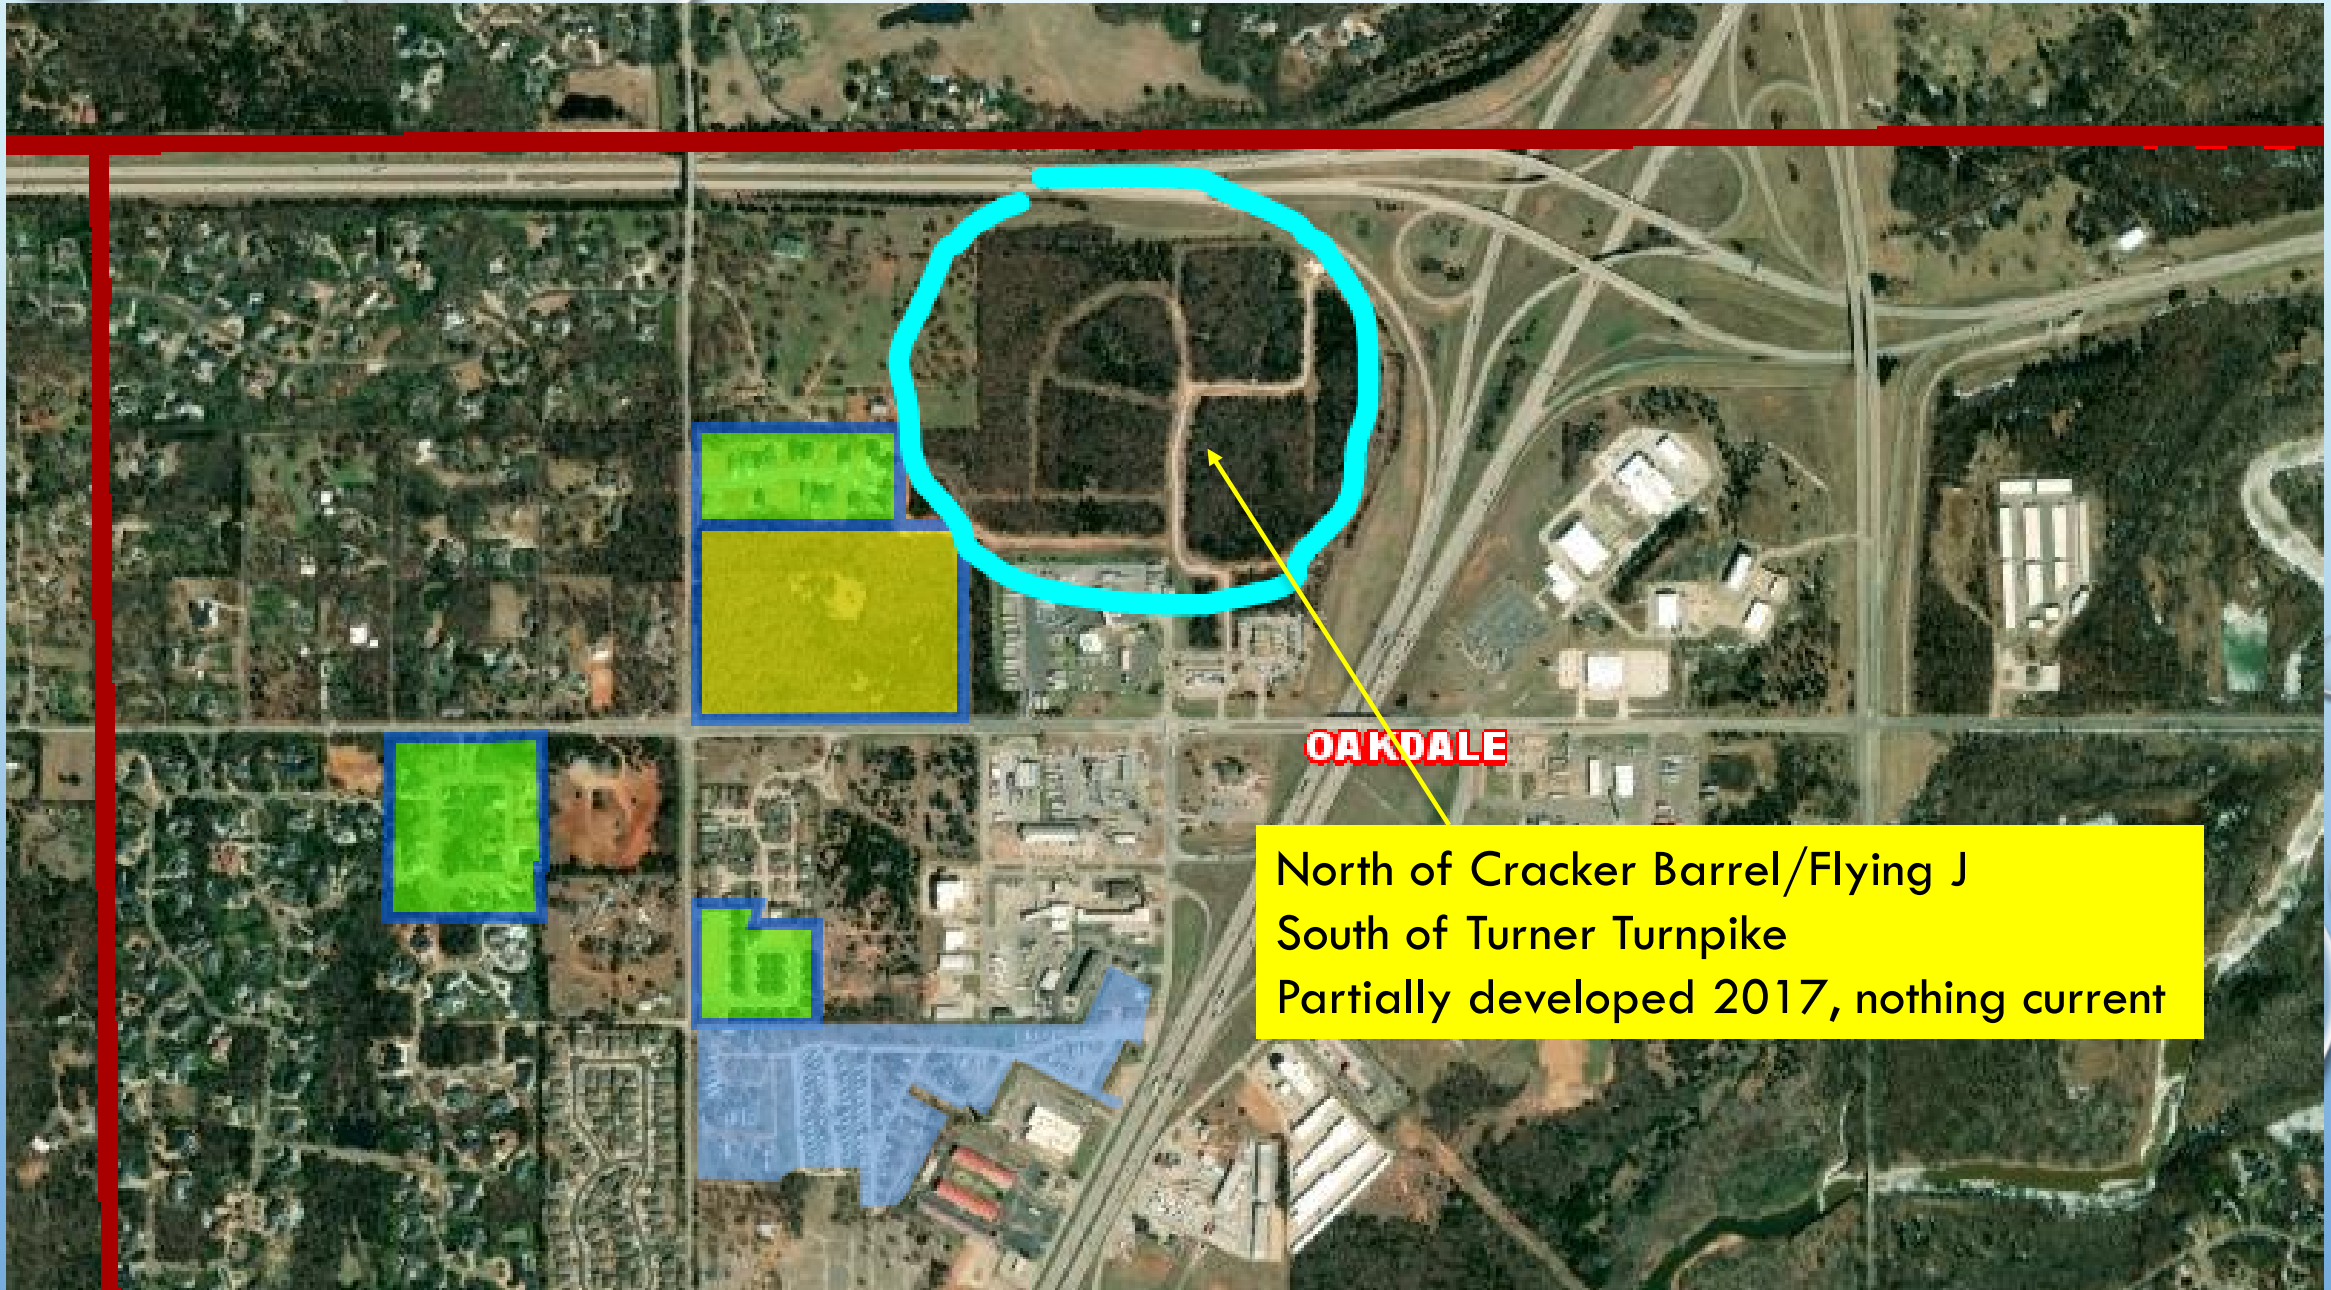 OAKDALE
North of Cracker Barrel/Flying J
South of Turner Turnpike
Partially developed 2017, nothing current